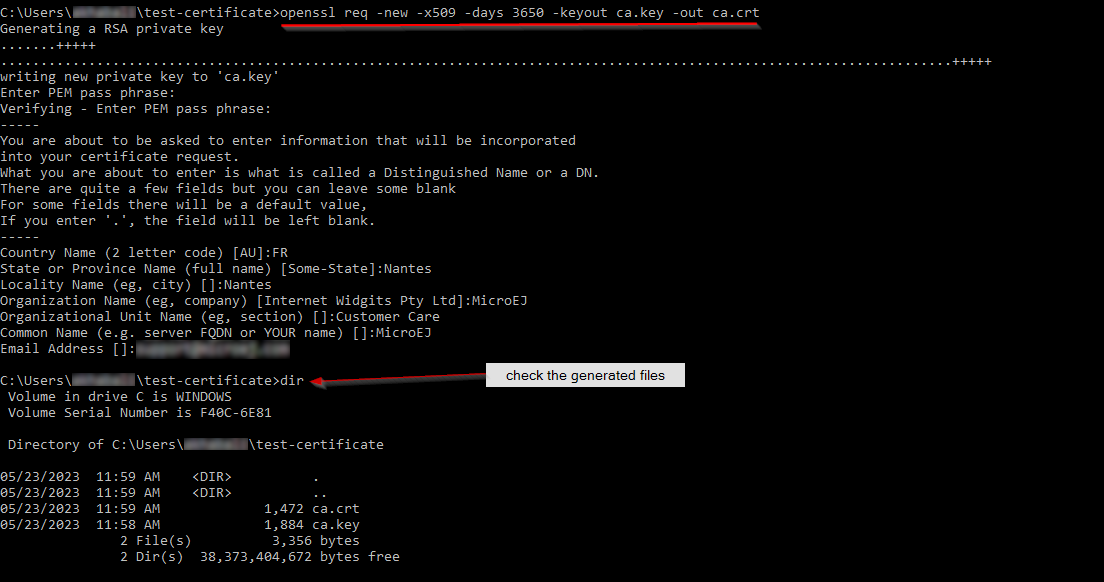 C:\Users\ \test-certificate>openssl req -new -x509 -days 3650 -keyout ca.key -out ca.crt
Generating a RSA private key
.......+++++
.......................................................................................................................+++++
writing new private key to 'ca.key'
Enter PEM pass phrase:
Verifying - Enter PEM pass phrase:
-----
You are about to be asked to enter information that will be incorporated
into your certificate request.
What you are about to enter is what is called a Distinguished Name or a DN.
There are quite a few fields but you can leave some blank
For some fields there will be a default value,
If you enter '.', the field will be left blank.
-----
Country Name (2 letter code) [AU]:FR
State or Province Name (full name) [Some-State]:Nantes
Locality Name (eg, city) []:Nantes
Organization Name (eg, company) [Internet Widgits Pty Ltd]:MicroEJ
Organizational Unit Name (eg, section) []:Customer Care
Common Name (e.g. server FQDN or YOUR name) []:MicroEJ
Email Address []:
C:\Users\ \test-certificate>dir
check the generated files
Volume in drive C is WINDOWS
Volume Serial Number is F40C-6E81
Directory of C:\Users\ \test-certificate
05/23/2023  11:59 AM    <DIR>          .
05/23/2023  11:59 AM    <DIR>          ..
05/23/2023  11:59 AM             1,472 ca.crt
05/23/2023  11:58 AM             1,884 ca.key
2 File(s)          3,356 bytes
2 Dir(s)  38,373,404,672 bytes free